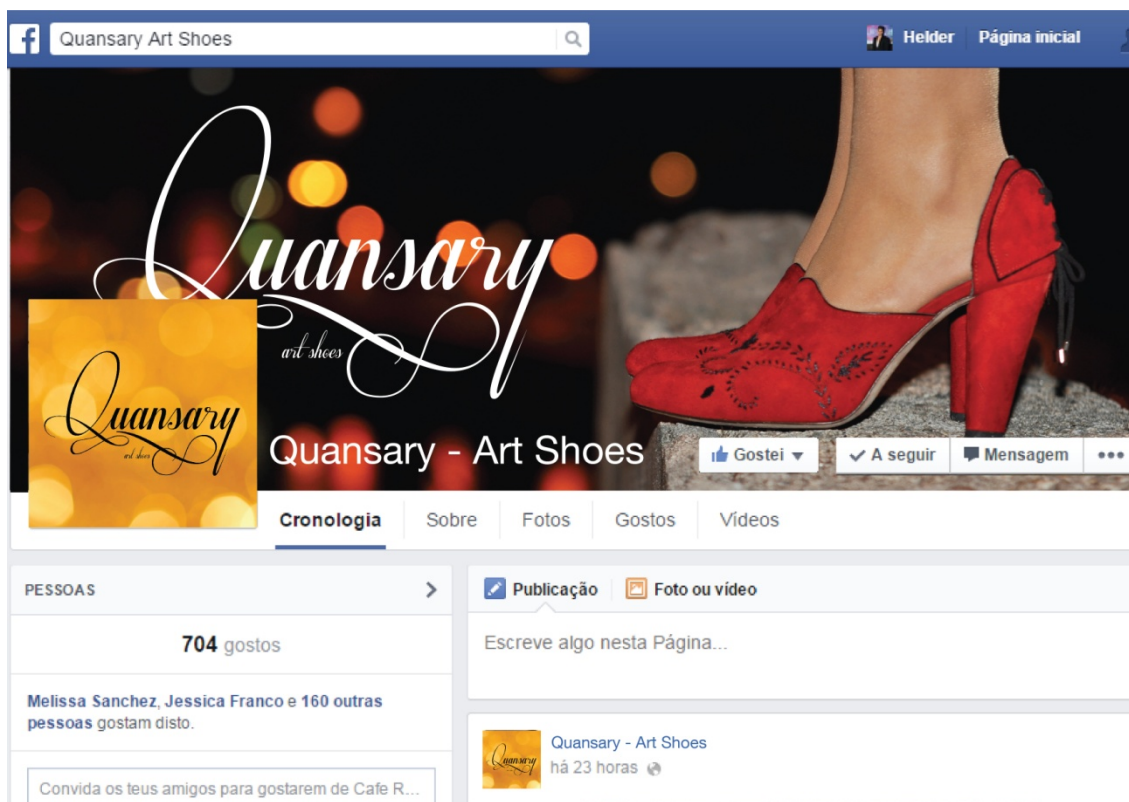 f
Quansary Art Shoes
Helder
Página inicial
Quansary
art shoes
Quansary
art shoes
Quansary - Art Shoes
Gostei
A seguir
Mensagem
Cronologia
Sobre
Fotos
Gostos
Vídeos
PESSOAS
704 gostos
Melissa Sanchez, Jessica Franco e 160 outras
pessoas gostam disto.
Convida os teus amigos para gostarem de Cafe R...
Publicação
Foto ou vídeo
Escreve algo nesta Página...
Quansary
Quansary - Art Shoes
há 23 horas